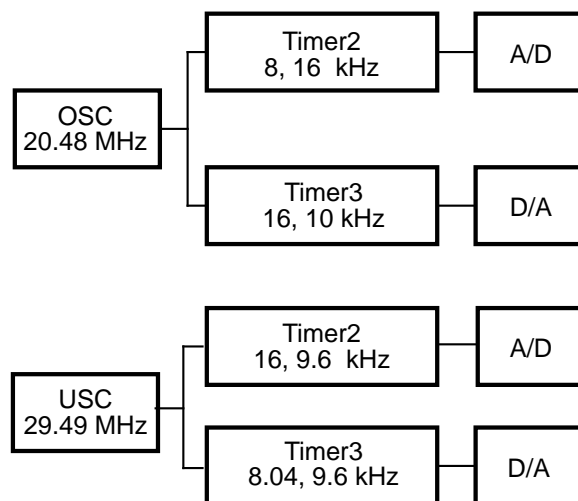 Timer2
8, 16 kHz
A/D
OSC
20.48 MHz
Timer3
16, 10 kHz
D/A
Timer2
16, 9.6 kHz
A/D
USC
29.49 MHz
Timer3
8.04, 9.6 kHz
D/A